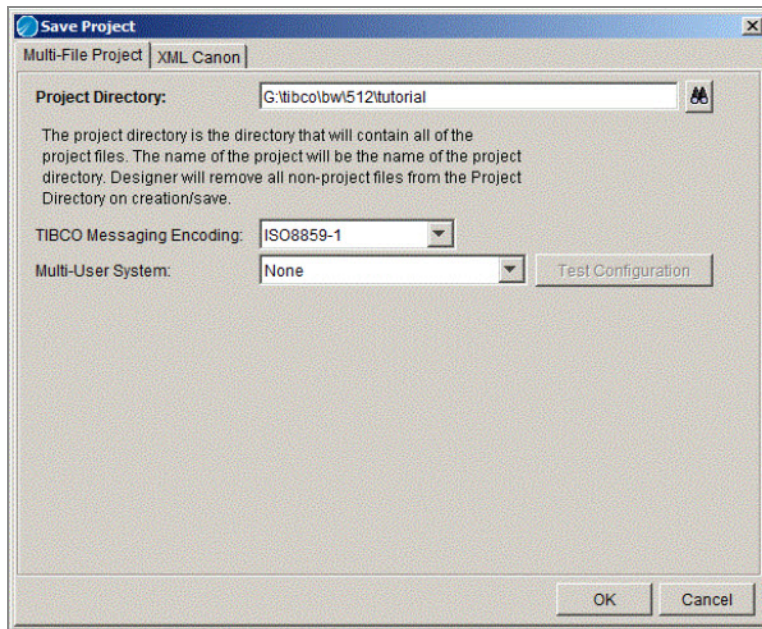 Save Project
Multi-File Project XML Canon
Project Directory: G:\tibco\bw\512\tutorial
The project directory is the directory that will contain all of the
project files. The name of the project will be the name of the project
directory. Designer will remove all non-project files from the Project
Directory on creation/save.
TIBCO Messaging Encoding: ISO8859-1
Multi-User System: None Test Configuration
OK Cancel